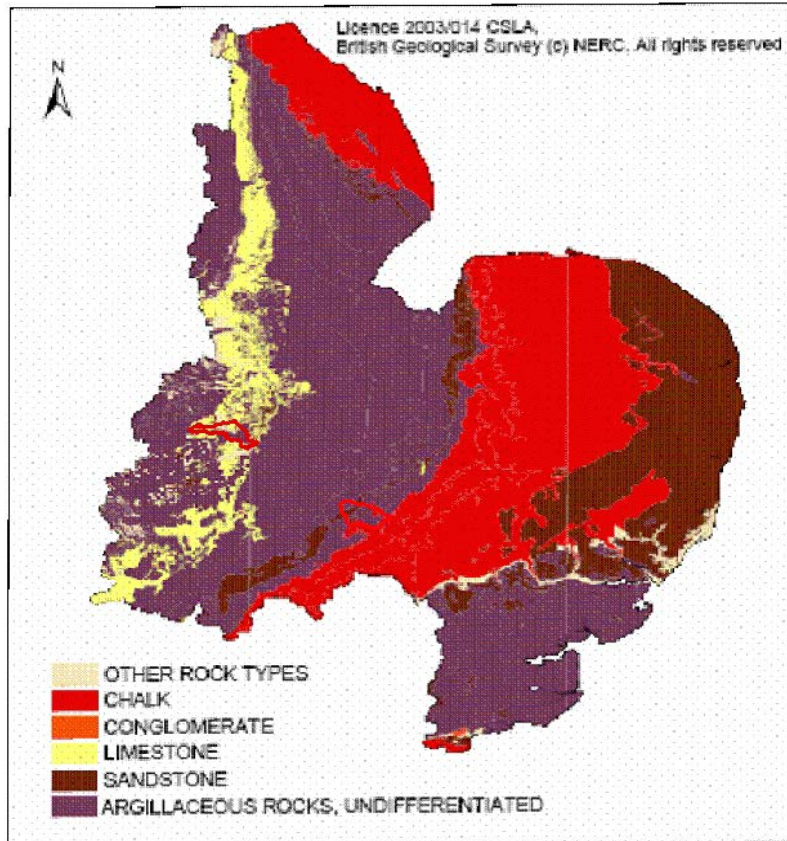 Licence 2003/014 CSLA,
British Geological Survey (c) NERC. All rights reserved
N
OTHER ROCK TYPES
CHALK
CONGLOMERATE
LIMESTONE
SANDSTONE
ARGILLACEOUS ROCKS, UNDIFFERENTIATED